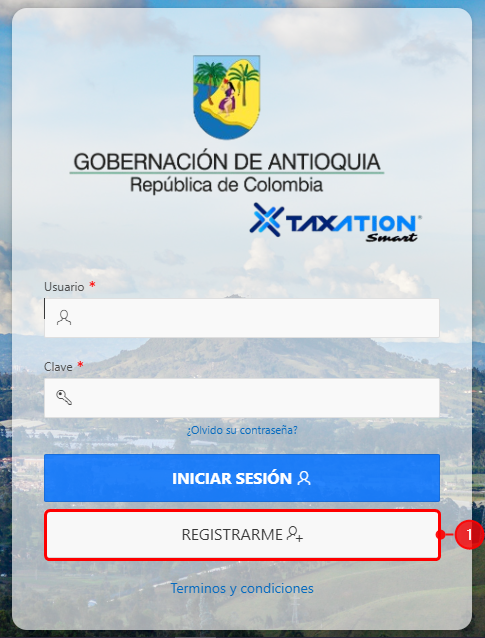 GOBERNACIÓN DE ANTIOQUIA
República de Colombia
TAXATION®
Smart
Usuario *
Clave *
¿Olvido su contraseña?
INICIAR SESIÓN
REGISTRARME
1
Terminos y condiciones